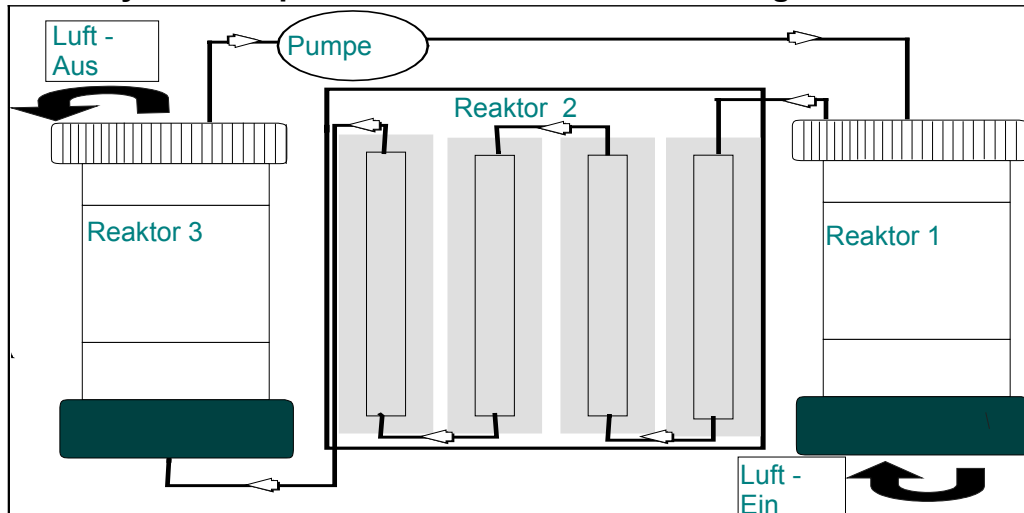 Luft -
Aus
Pumpe
Reaktor 2
Reaktor 3
Reaktor 1
Luft -
Ein